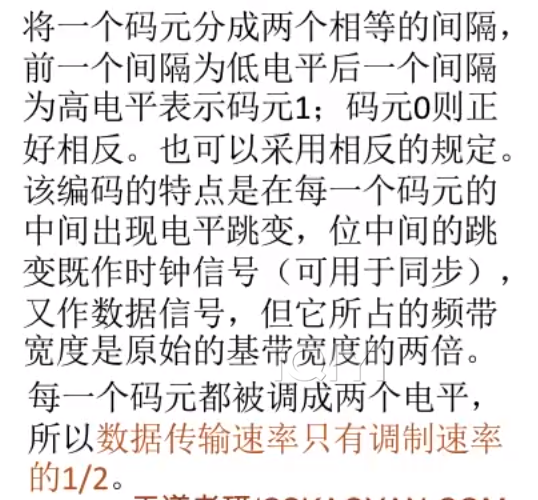 将一个码元分成两个相等的间隔，
前一个间隔为低电平后一个间隔
为高电平表示码元1；码元0则正
好相反。也可以采用相反的规定。
该编码的特点是在每一个码元的
中间出现电平跳变，位中间的跳
变既作时钟信号（可用于同步），
又作数据信号，但它所占的频带
宽度是原始的基带宽度的两倍。
每一个码元都被调成两个电平，
所以数据传输速率只有调制速率
的1/2。